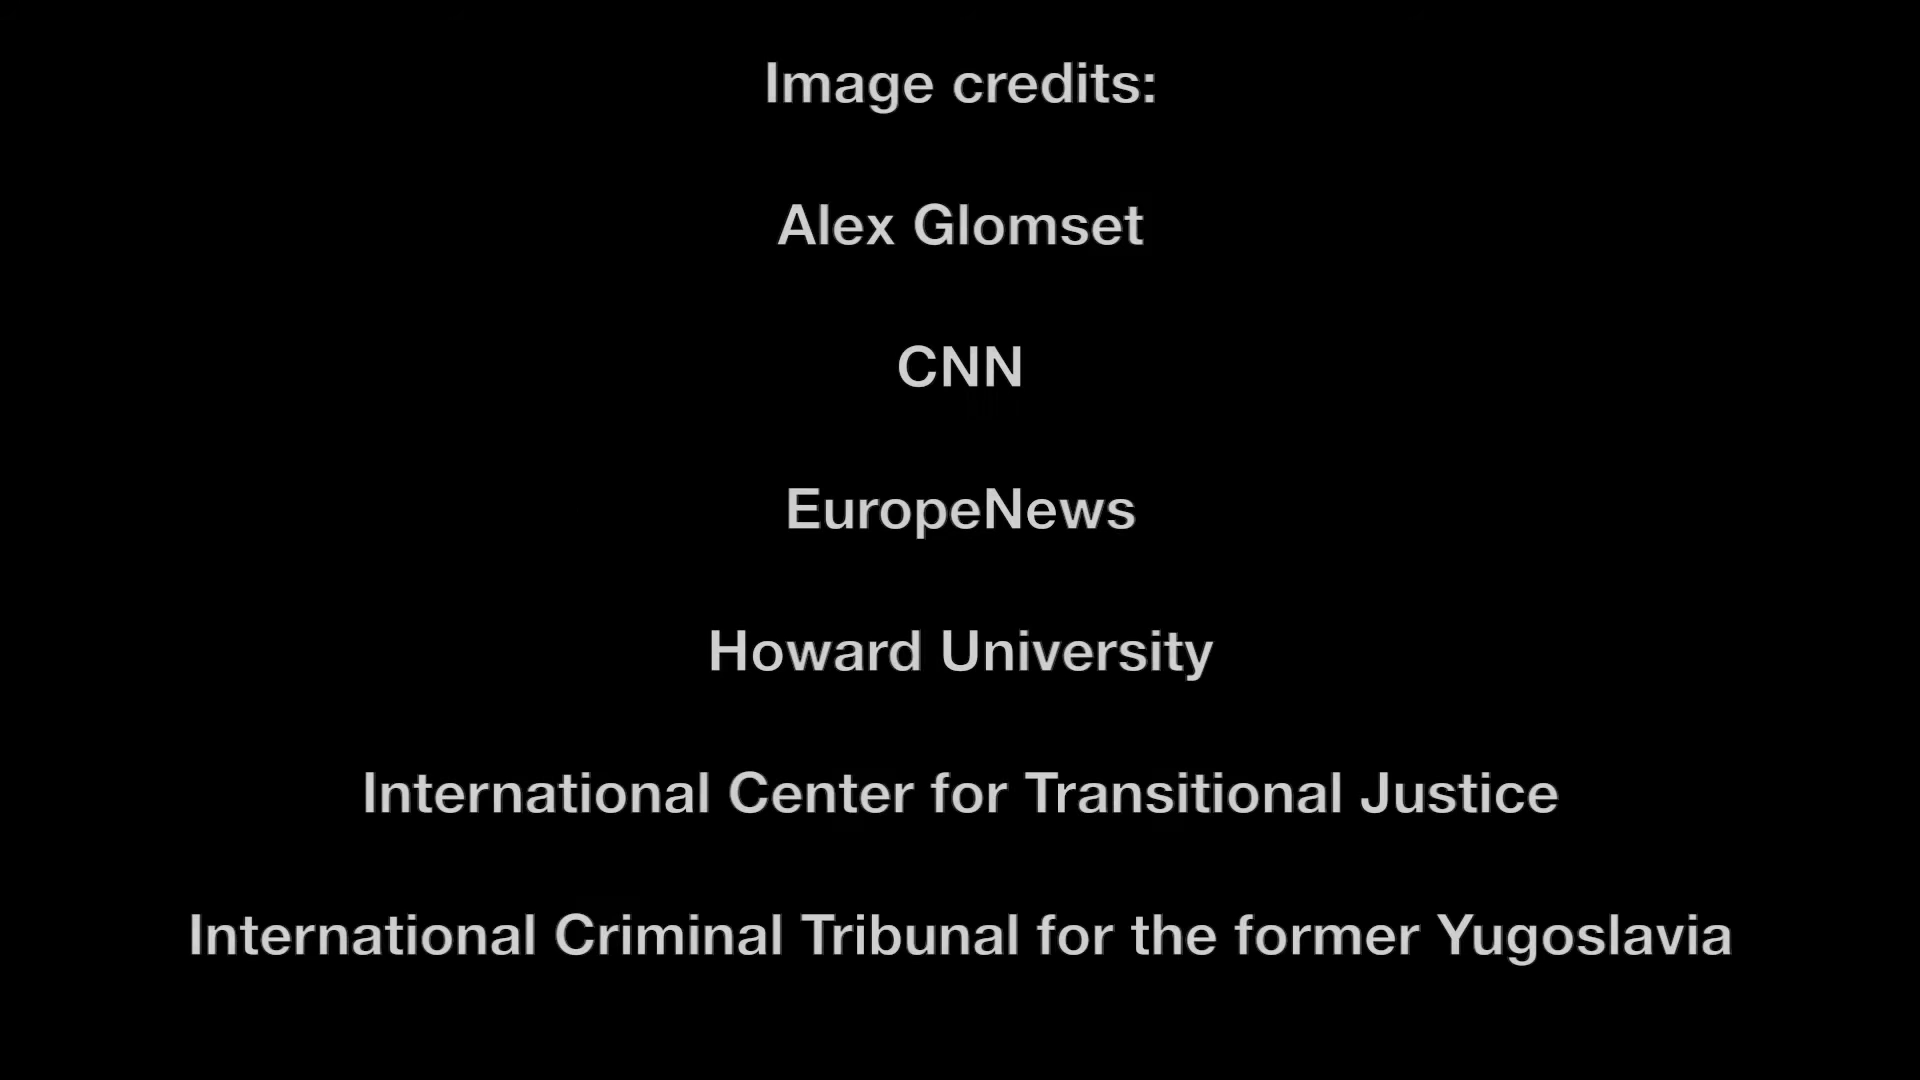 Image credits:
Alex Glomset
CNN
EuropeNews
Howard University
International Center for Transitional Justice
International Criminal Tribunal for the former Yugoslavia